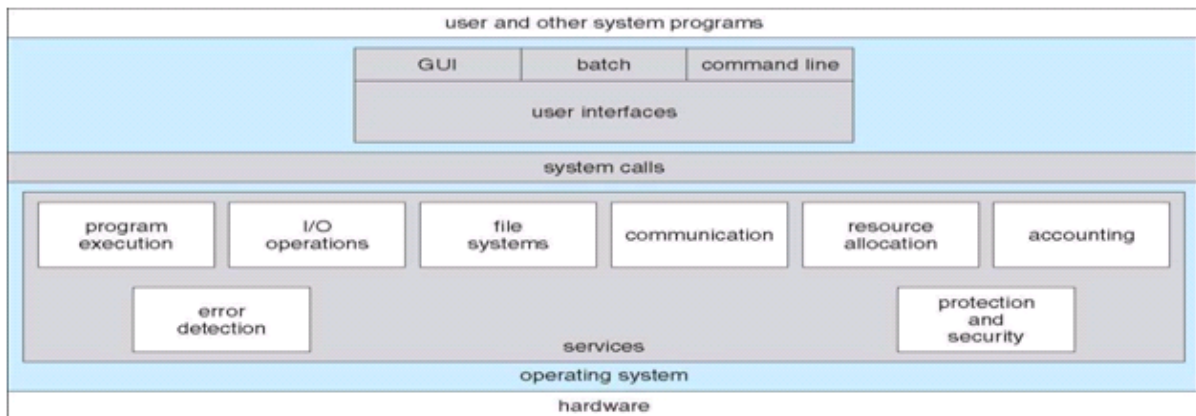 user and other system programs
GUI
batch
command line
user interfaces
system calls
program
execution
I/O
operations
file
systems
communication
resource
allocation
accounting
error
detection
protection
and
security
services
operating system
hardware